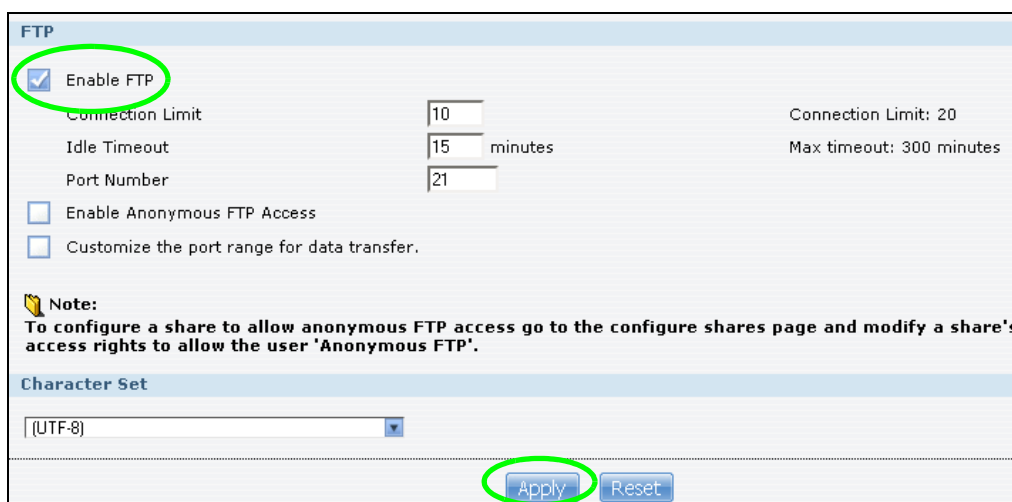 FTP
Enable FTP
Connection Limit 10 Connection Limit: 20
Idle Timeout 15 minutes Max timeout: 300 minutes
Port Number 21
Enable Anonymous FTP Access
Customize the port range for data transfer.
Note:
To configure a share to allow anonymous FTP access go to the configure shares page and modify a share's
access rights to allow the user 'Anonymous FTP'.
Character Set
(UTF-8)
Apply Reset